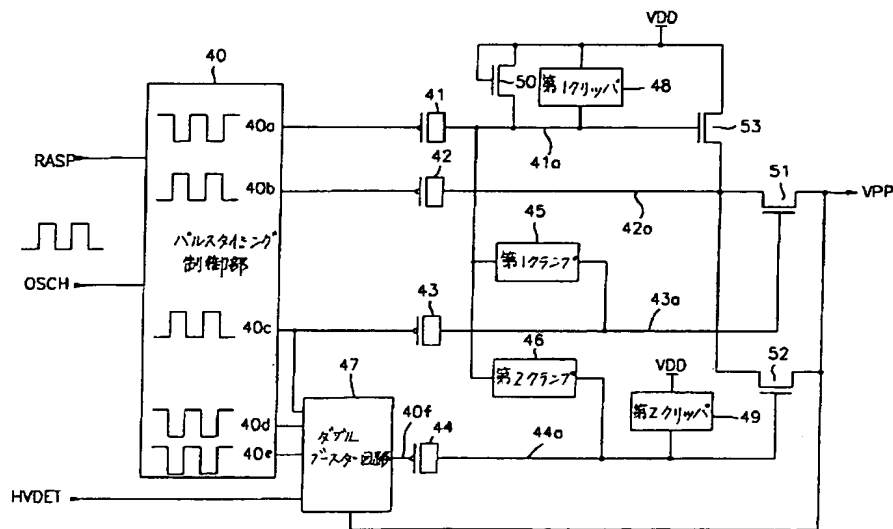 VDD
40
50
第1クリッパ
48
41
40a
53
41a
RASP
42
51
40b
VPP
42a
パルスタイミング
制御部
45
第1クランプ
OSCH
43
40c
43a
46
52
47
第2クランプ
VDD
40d
ダブル
ブースター回路
40f
44
第2クリッパ
49
40e
44a
HVDET